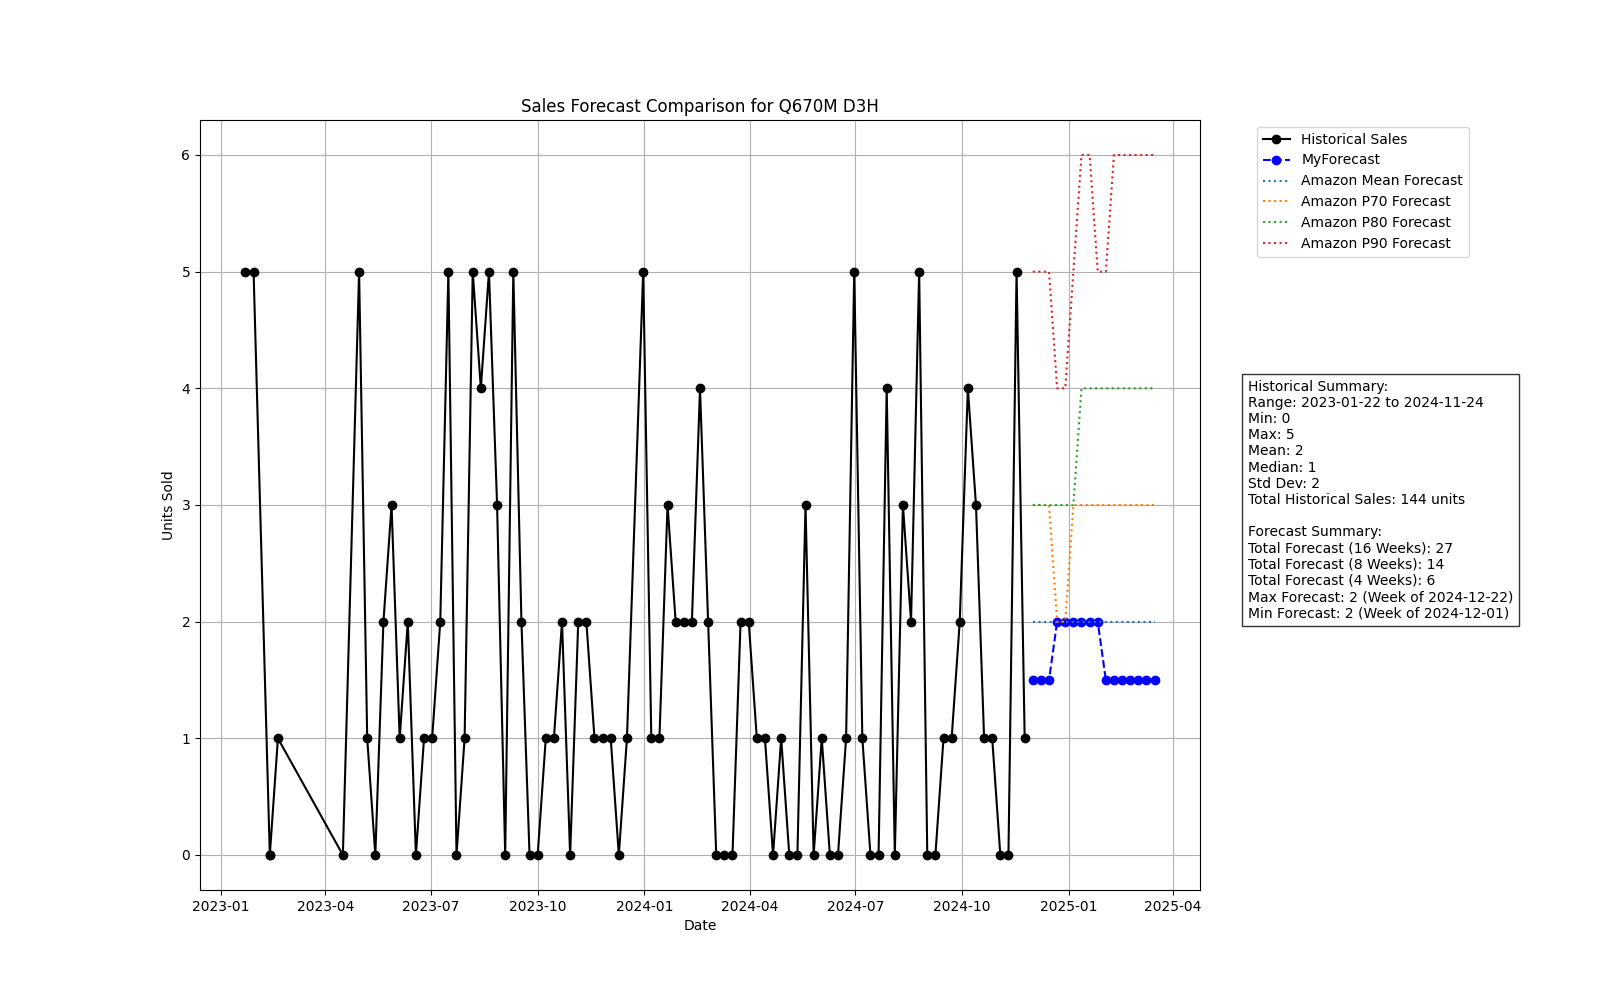 Sales Forecast Comparison for Q670M D3H
Units Sold
6
5
4
3
2
1
0
2023-01 2023-04 2023-07 2023-10 2024-01 2024-04 2024-07 2024-10 2025-01 2025-04
Date
Historical Sales
MyForecast
Amazon Mean Forecast
Amazon P70 Forecast
Amazon P80 Forecast
Amazon P90 Forecast
Historical Summary:
Range: 2023-01-22 to 2024-11-24
Min: 0
Max: 5
Mean: 2
Median: 1
Std Dev: 2
Total Historical Sales: 144 units
Forecast Summary:
Total Forecast (16 Weeks): 27
Total Forecast (8 Weeks): 14
Total Forecast (4 Weeks): 6
Max Forecast: 2 (Week of 2024-12-22)
Min Forecast: 2 (Week of 2024-12-01)